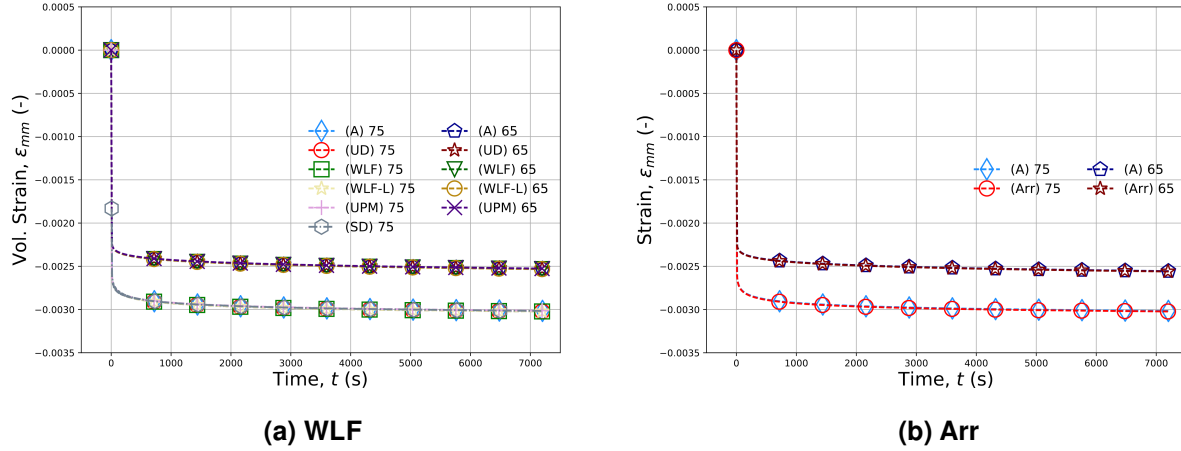 0.0005
0.0000
−0.0005
−0.0010
−0.0015
−0.0020
−0.0025
−0.0030
−0.0035
Vol. Strain, εmm (-)
(A) 75 (A) 65
(UD) 75 (UD) 65
(WLF) 75 (WLF) 65
(WLF-L) 75 (WLF-L) 65
(UPM) 75 (UPM) 65
(SD) 75
0 1000 2000 3000 4000 5000 6000 7000
Time, t (s)
(a) WLF
0.0005
0.0000
−0.0005
−0.0010
−0.0015
−0.0020
−0.0025
−0.0030
−0.0035
Strain, εmm (-)
(A) 75 (A) 65
(Arr) 75 (Arr) 65
0 1000 2000 3000 4000 5000 6000 7000
Time, t (s)
(b) Arr